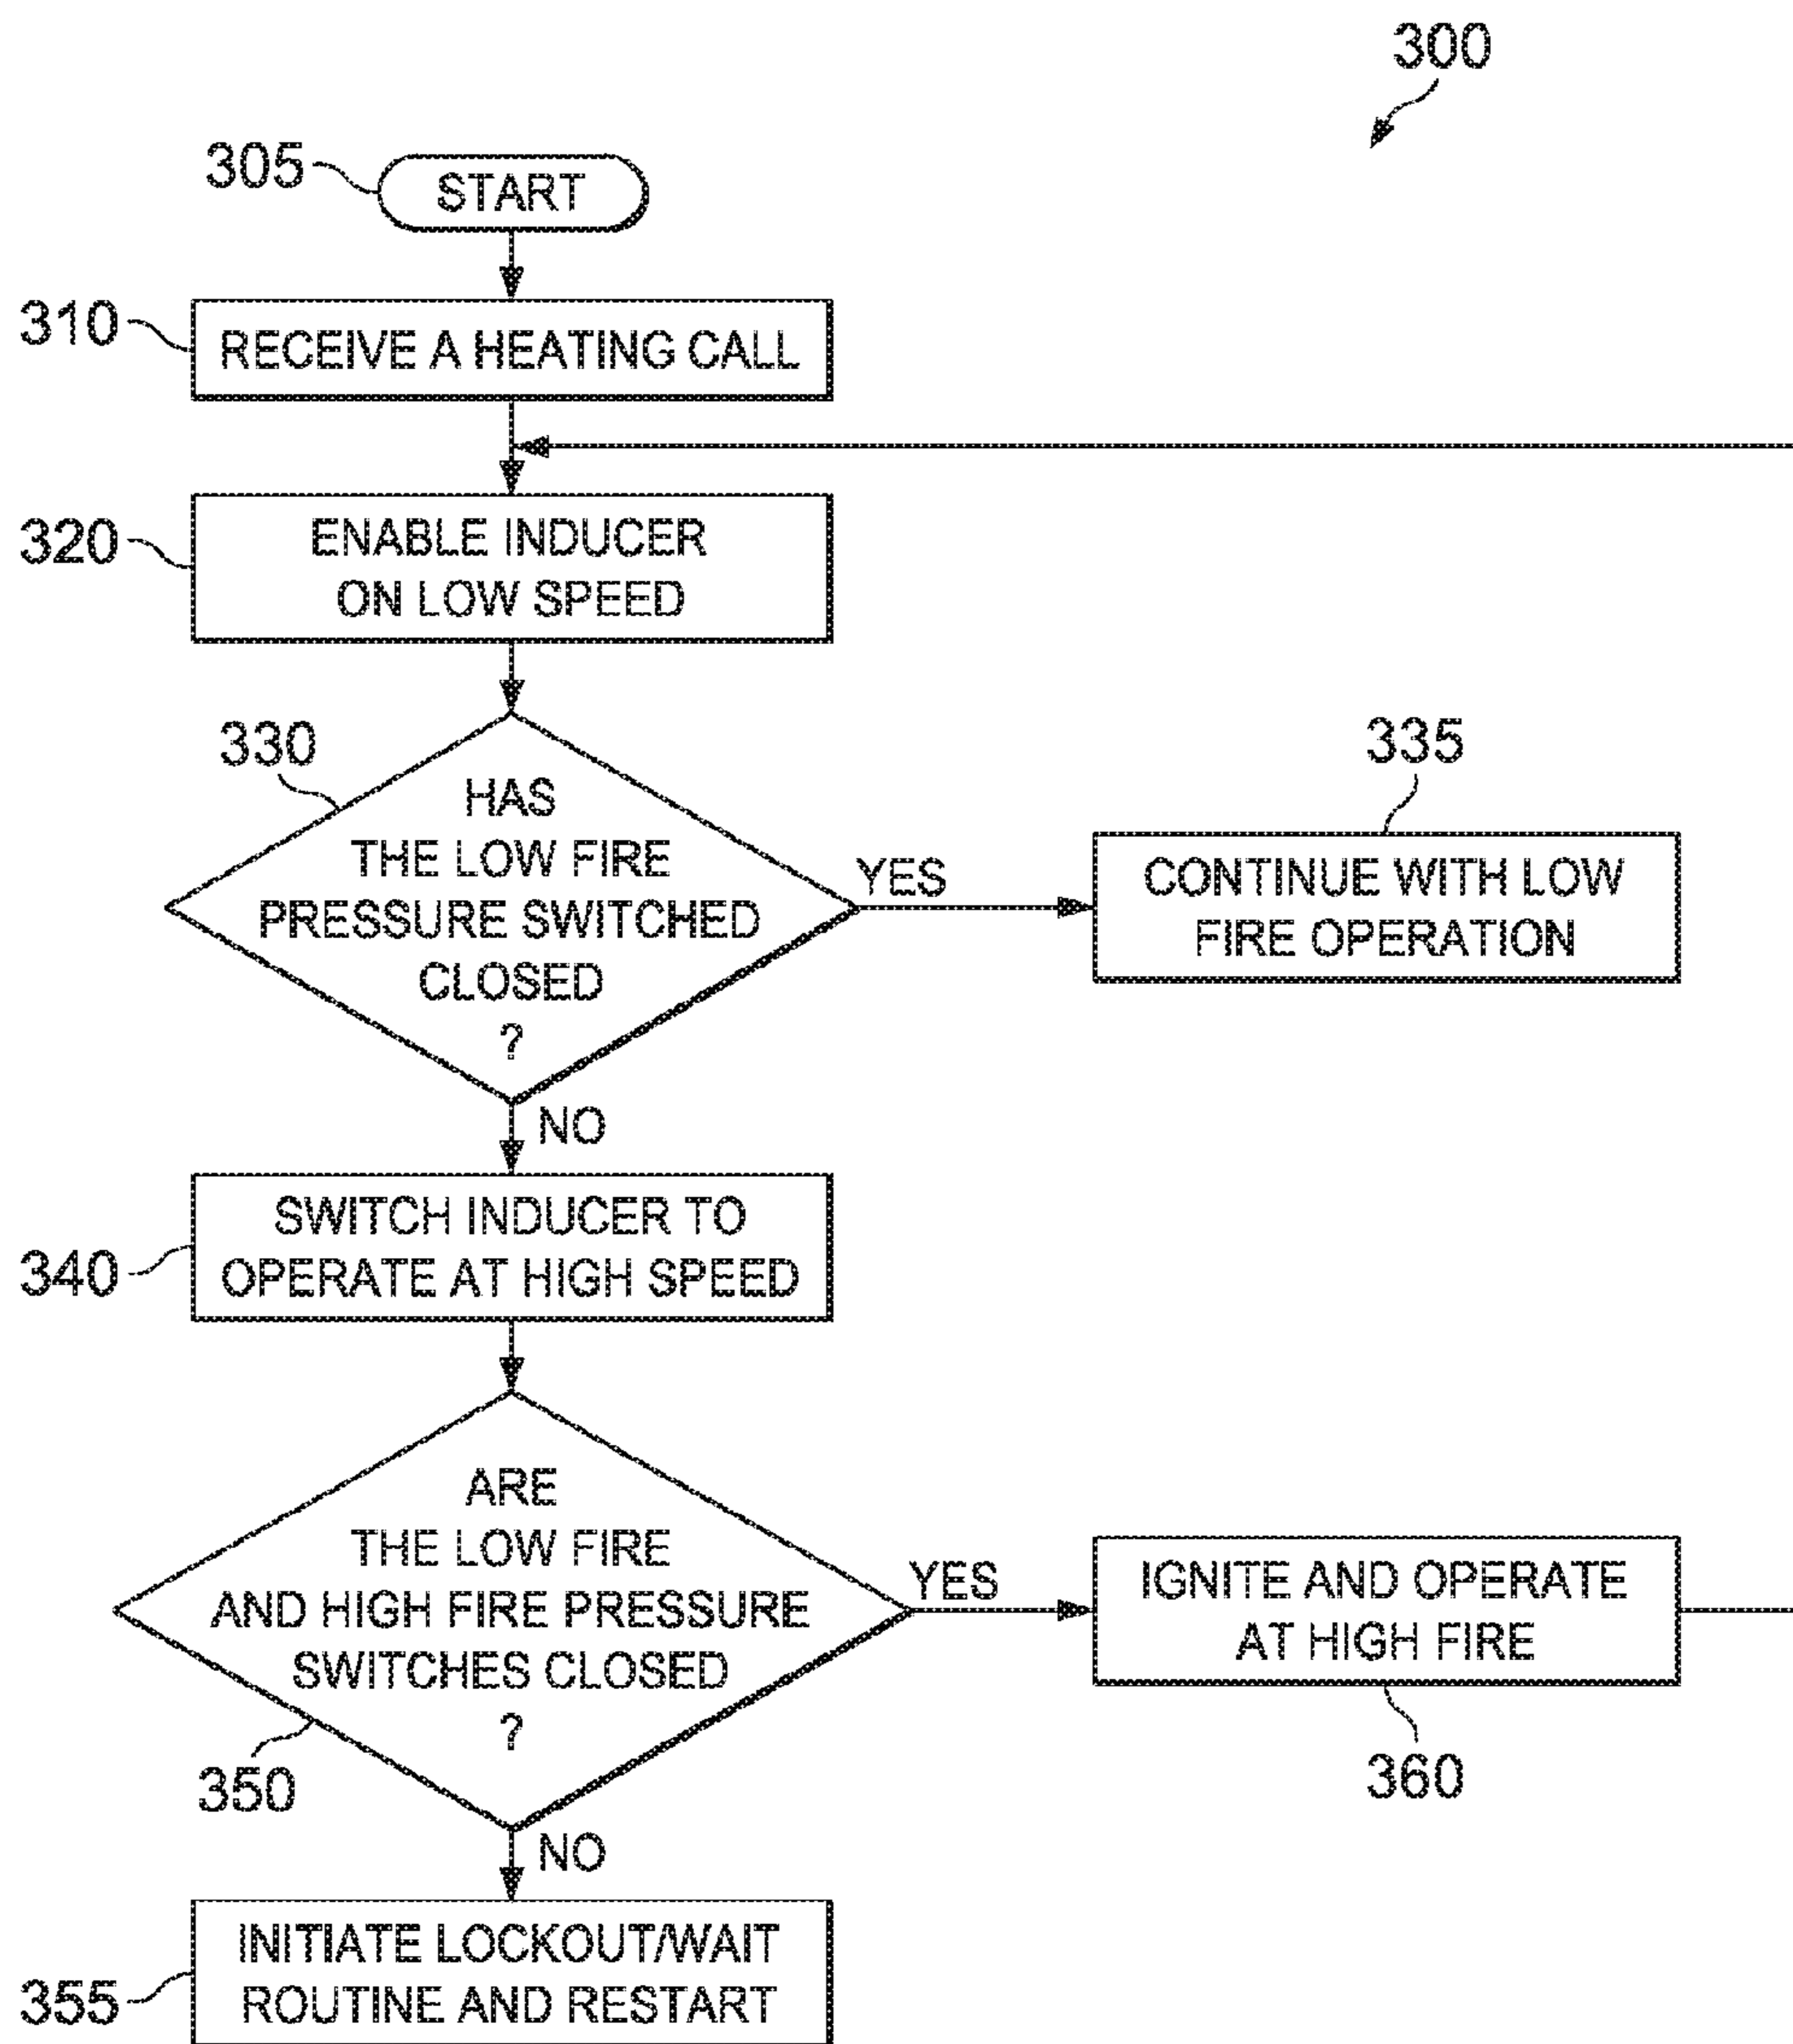 300
305
START
310
RECEIVE A HEATING CALL
320
ENABLE INDUCER
ON LOW SPEED
330
HAS
THE LOW FIRE
PRESSURE SWITCHED
CLOSED
?
YES
335
CONTINUE WITH LOW
FIRE OPERATION
NO
340
SWITCH INDUCER TO
OPERATE AT HIGH SPEED
350
ARE
THE LOW FIRE
AND HIGH FIRE PRESSURE
SWITCHES CLOSED
?
YES
IGNITE AND OPERATE
AT HIGH FIRE
360
NO
355
INITIATE LOCKOUT/WAIT
ROUTINE AND RESTART